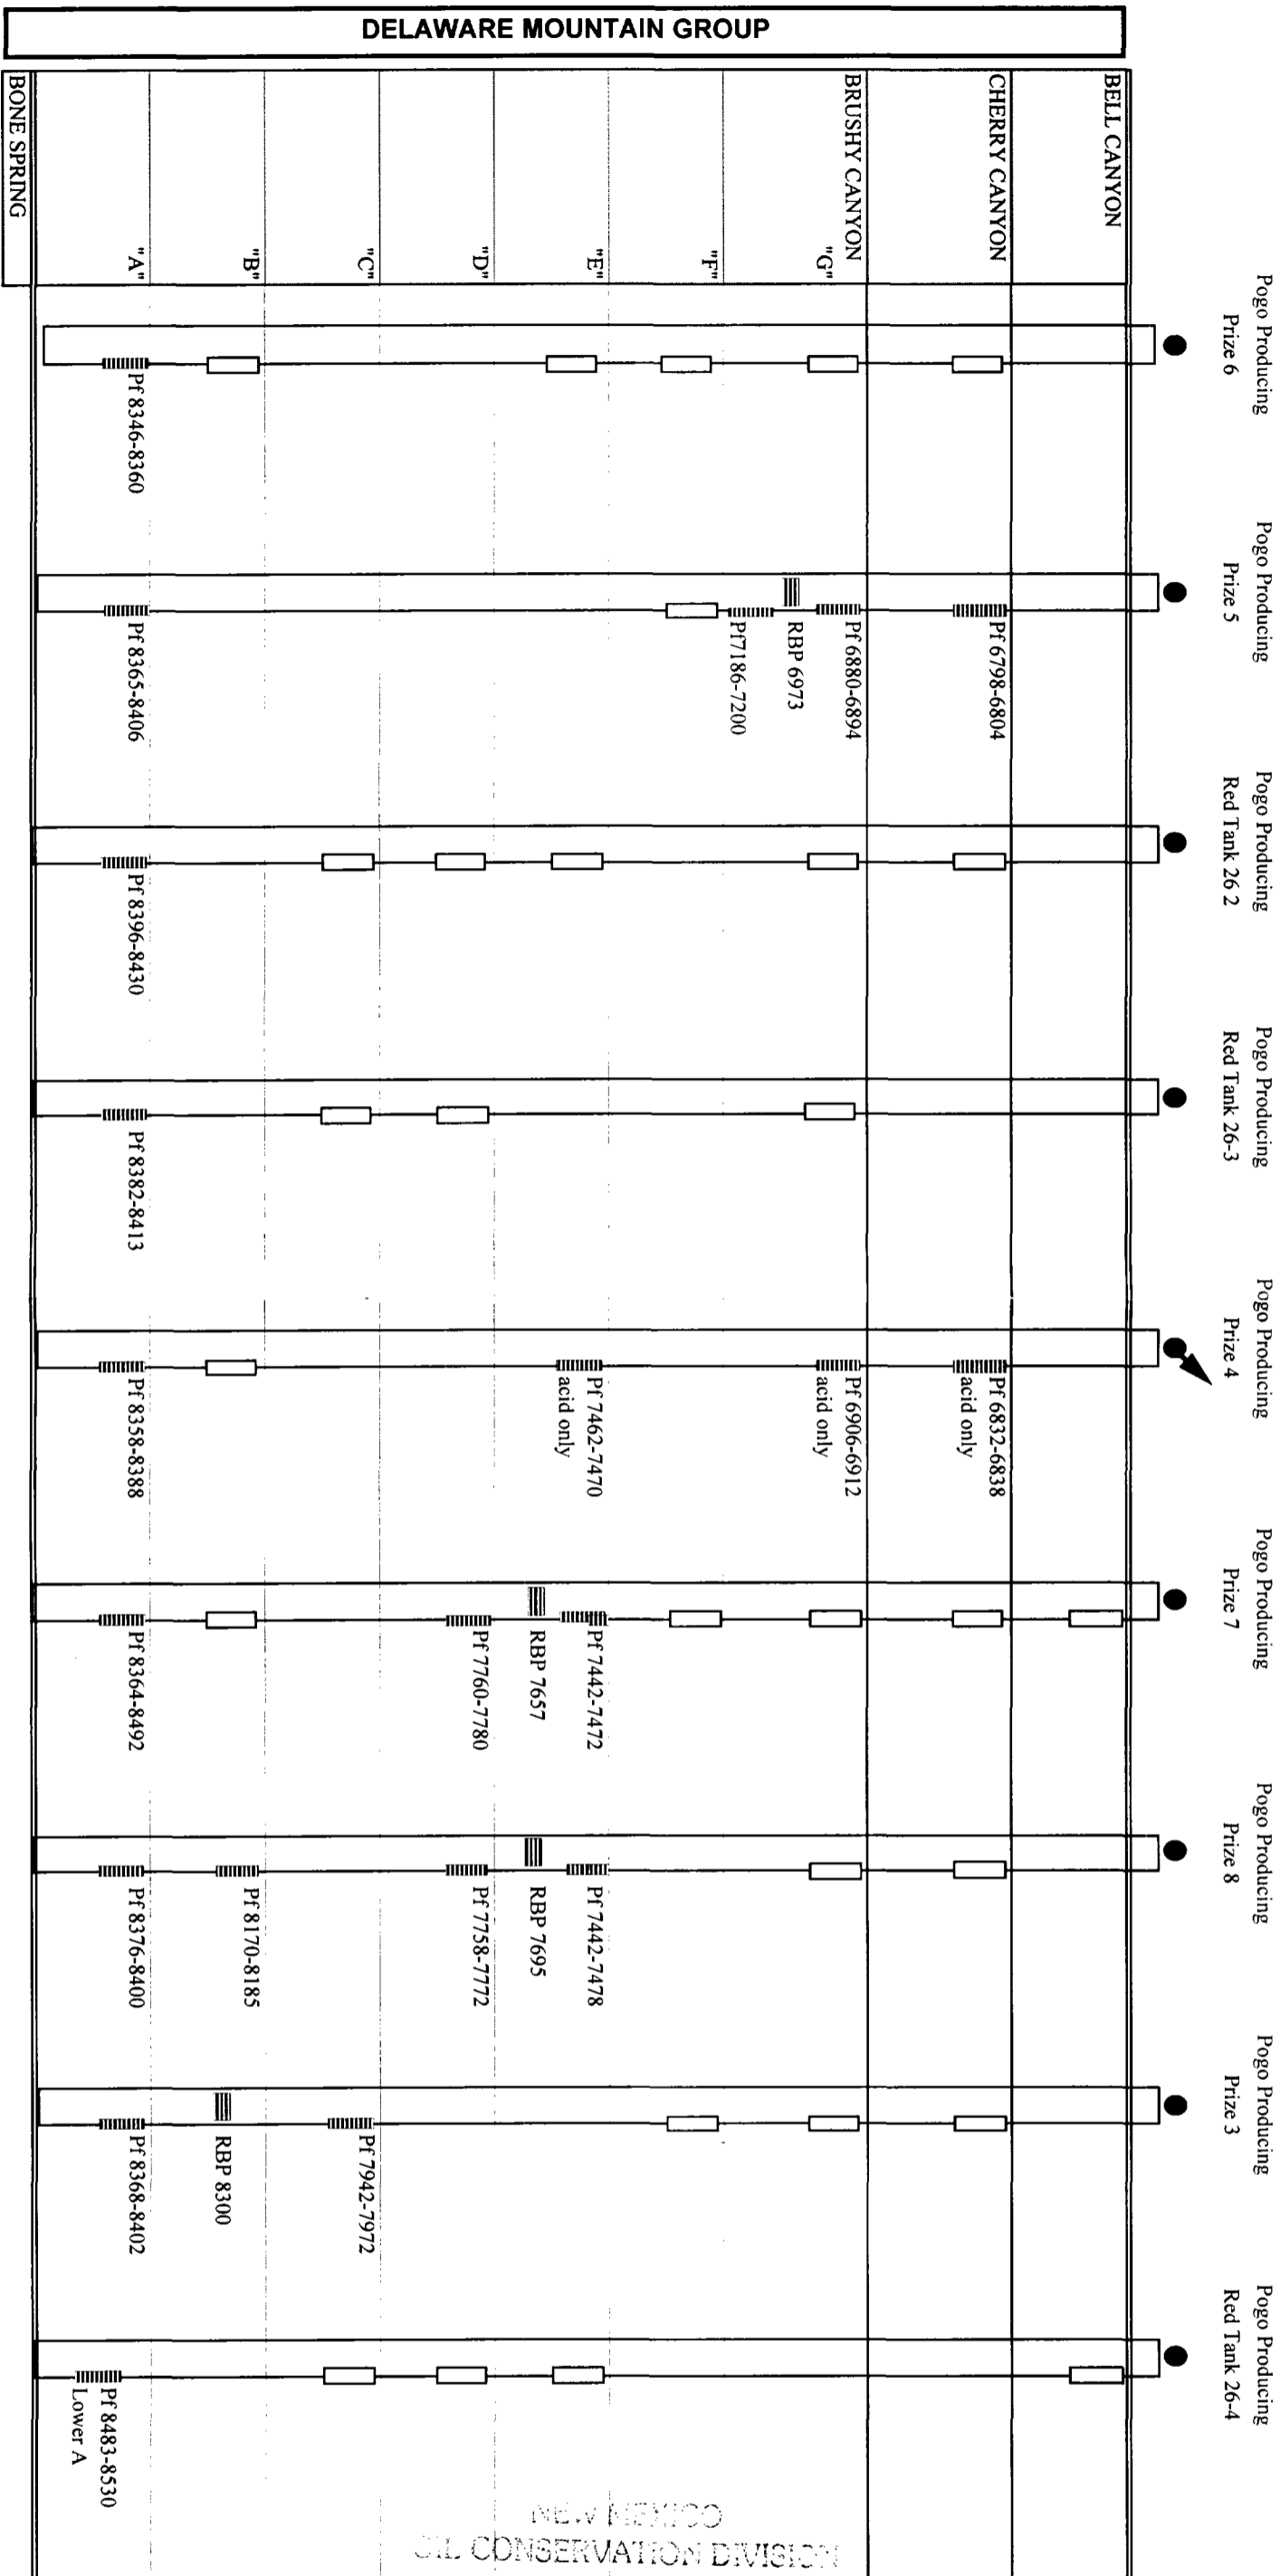 DELAWARE MOUNTAIN GROUP
BELL CANYON
CHERRY CANYON
BRUSHY CANYON
"G"
"F"
"E"
"D"
"C"
"B"
"A"
BONE SPRING
Pogo Producing
Prize 6
Pf 8346-8360
Pogo Producing
Prize 5
Pf 6798-6804
Pf 6880-6894
RBP 6973
Pf7186-7200
Pf 8365-8406
Pogo Producing
Red Tank 26 2
Pf 8396-8430
Pogo Producing
Red Tank 26-3
Pf 8382-8413
Pogo Producing
Prize 4
Pf 6832-6838
acid only
Pf 6906-6912
acid only
Pf 7462-7470
acid only
Pf 8358-8388
Pogo Producing
Prize 7
Pf 7442-7472
RBP 7657
Pf 7760-7780
Pf 8364-8492
Pogo Producing
Prize 8
Pf 7442-7478
RBP 7695
Pf 7758-7772
Pf 8170-8185
Pf 8376-8400
Pogo Producing
Prize 3
Pf 7942-7972
RBP 8300
Pf 8368-8402
Pogo Producing
Red Tank 26-4
Pf 8483-8530
Lower A
NEW MEXICO
OIL CONSERVATION DIVISION